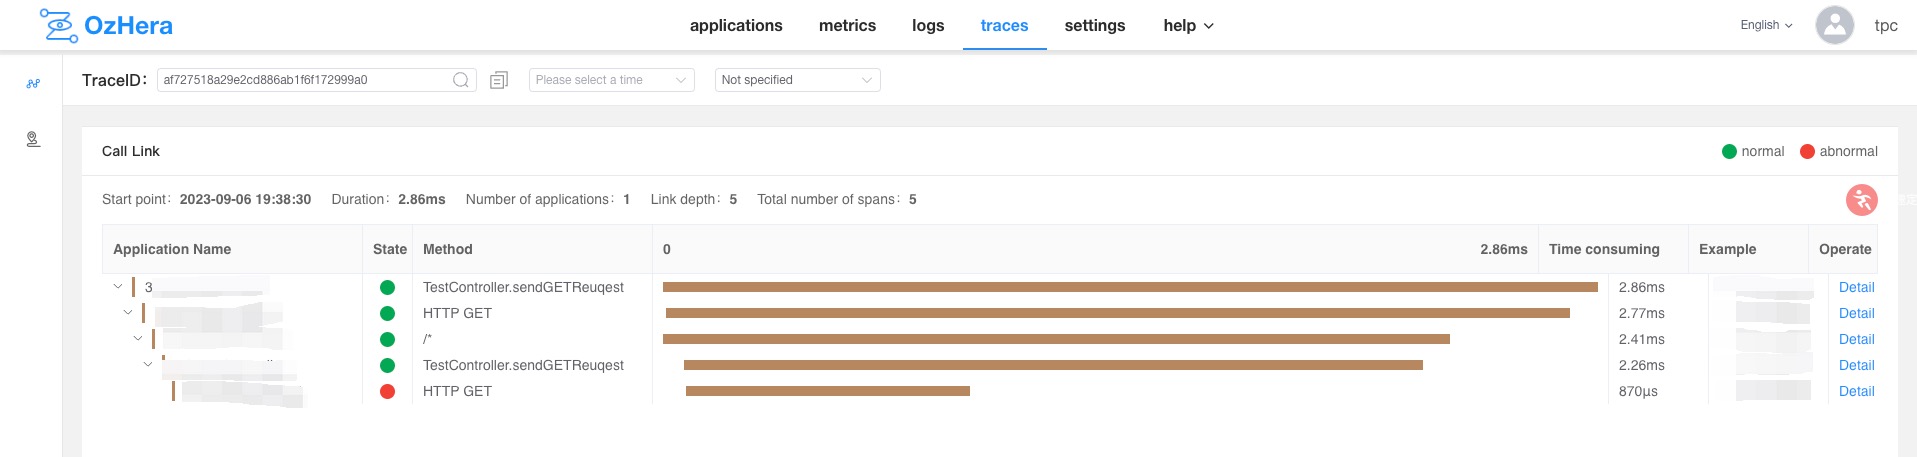 OzHera applications metrics logs traces settings help English tpc
TraceID: af727518a29e2cd886ab1f6f172999a0 Please select a time Not specified
Call Link normal abnormal
Start point: 2023-09-06 19:38:30 Duration: 2.86ms Number of applications: 1 Link depth: 5 Total number of spans: 5
Application Name State Method 0 2.86ms Time consuming Example Operate
3 TestController.sendGETReuqest 2.86ms Detail
HTTP GET 2.77ms Detail
/* 2.41ms Detail
TestController.sendGETReuqest 2.26ms Detail
HTTP GET 870μs Detail